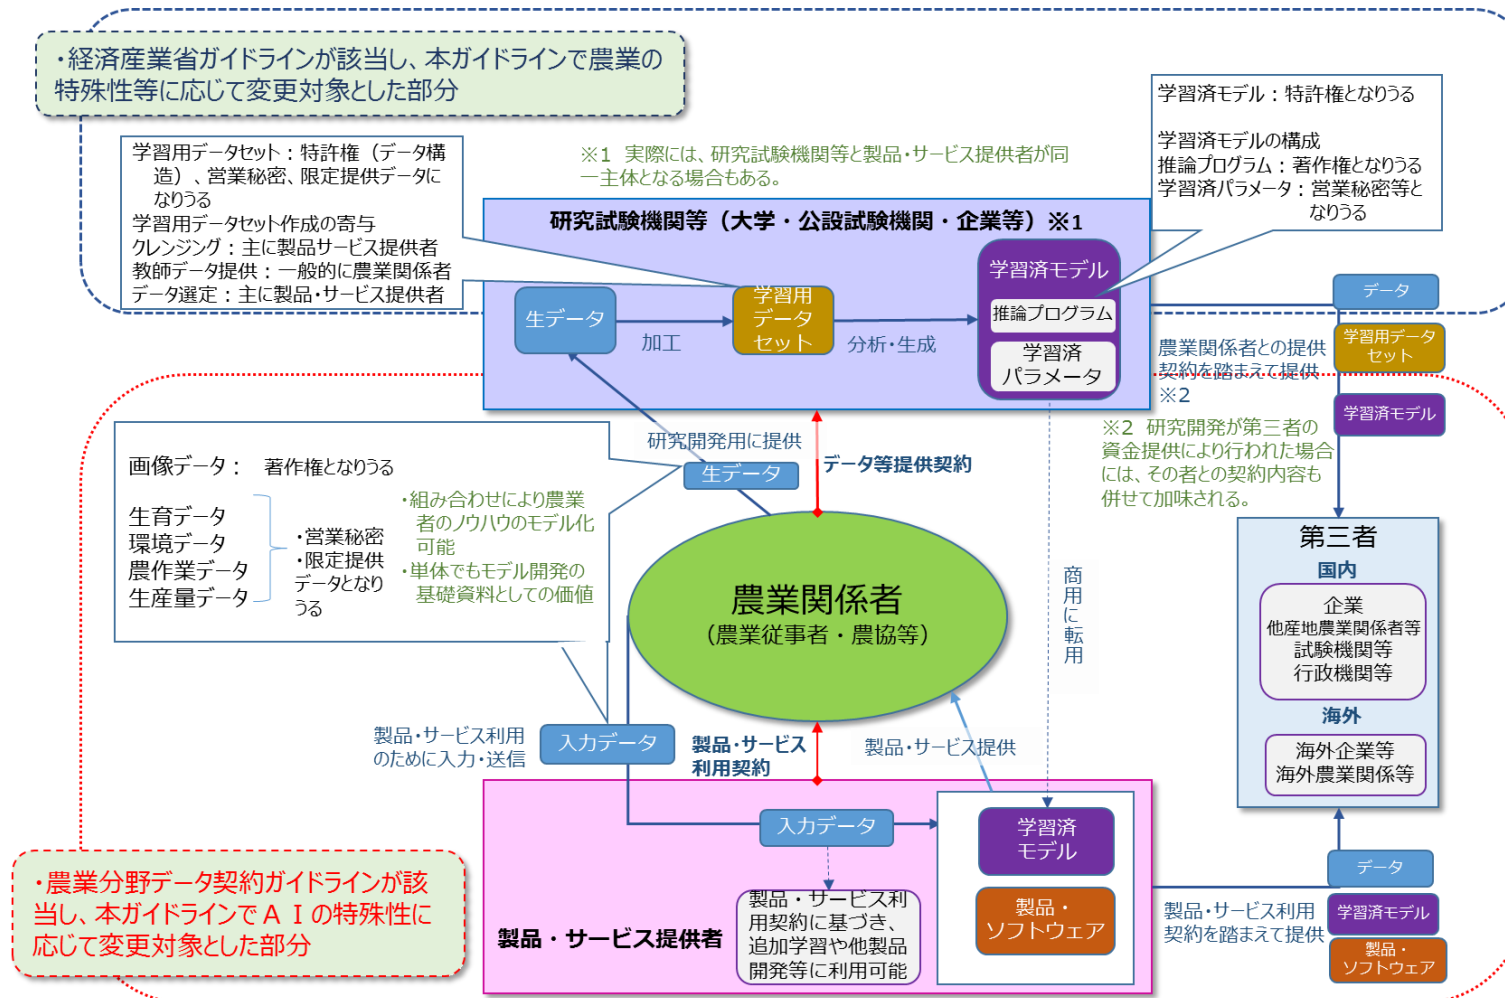 ・経済産業省ガイドラインが該当し、本ガイドラインで農業の
特殊性等に応じて変更対象とした部分
学習用データセット：特許権（データ構
造）、営業秘密、限定提供データに
なりうる
学習用データセット作成の寄与
クレンジング：主に製品サービス提供者
教師データ提供：一般的に農業関係者
データ選定：主に製品・サービス提供者
※1 実際には、研究試験機関等と製品・サービス提供者が同
一主体となる場合もある。
学習済モデル：特許権となりうる
学習済モデルの構成
推論プログラム：著作権となりうる
学習済パラメータ：営業秘密等と
なりうる
研究試験機関等（大学・公設試験機関・企業等）※1
生データ
加工
学習用
データ
セット
分析・生成
学習済モデル
推論プログラム
学習済
パラメータ
データ
学習用データ
セット
学習済モデル
農業関係者との提供
契約を踏まえて提供
※2
※2 研究開発が第三者の
資金提供により行われた場合
には、その者との契約内容も
併せて加味される。
研究開発用に提供
生データ
データ等提供契約
画像データ： 著作権となりうる
生育データ
環境データ
農作業データ
生産量データ
・営業秘密
・限定提供
データとなり
うる
・組み合わせにより農業
者のノウハウのモデル化
可能
・単体でもモデル開発の
基礎資料としての価値
農業関係者
（農業従事者・農協等）
商用に転用
第三者
国内
企業
他産地農業関係者等
試験機関等
行政機関等
海外
海外企業等
海外農業関係等
製品・サービス利用
のために入力・送信
入力データ
製品・サービス
利用契約
製品・サービス提供
入力データ
学習済
モデル
製品・
ソフトウェア
製品・サービス提供者
製品・サービス利
用契約に基づき、
追加学習や他製品
開発等に利用可能
・農業分野データ契約ガイドラインが該
当し、本ガイドラインでＡＩの特殊性に
応じて変更対象とした部分
製品・サービス利用
契約を踏まえて提供
データ
学習済モデル
製品・
ソフトウェア